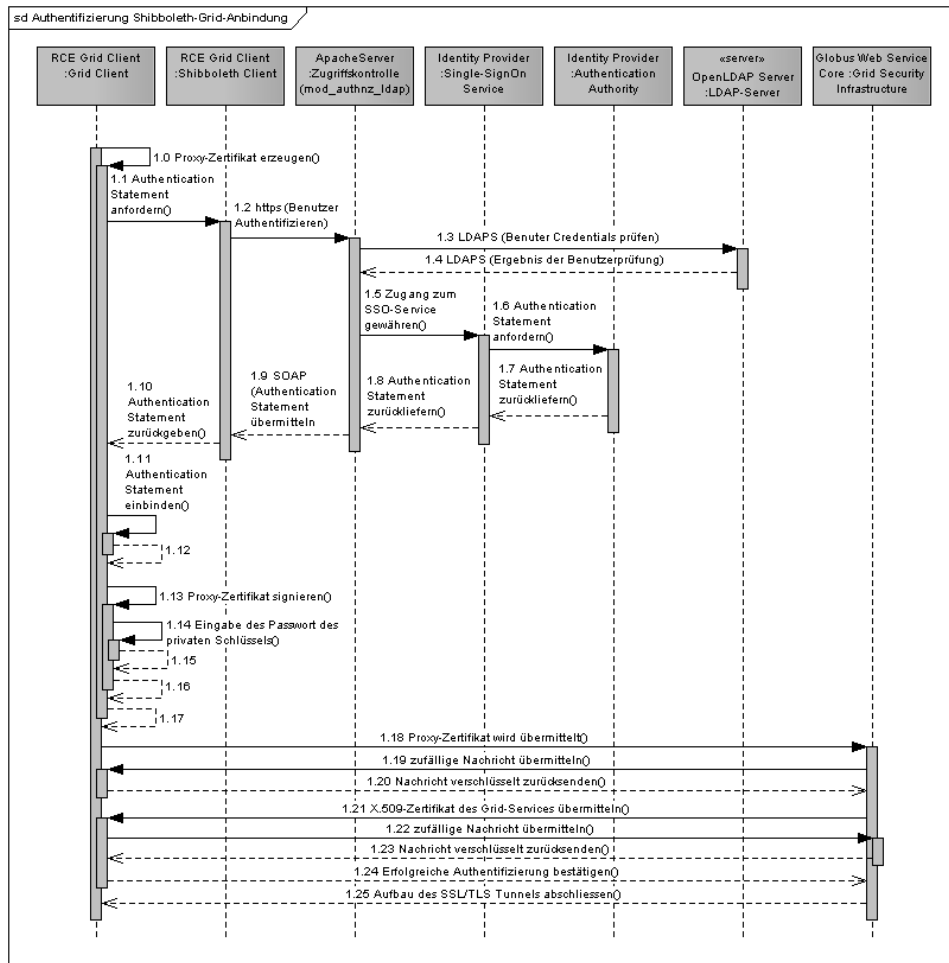 sd Authentifizierung Shibboleth-Grid-Anbindung
RCE Grid Client
:Grid Client
RCE Grid Client
:Shibboleth Client
ApacheServer
:Zugriffskontrolle
(mod_authnz_ldap)
Identity Provider
:Single-SignOn
Service
Identity Provider
:Authentication
Authority
«server»
OpenLDAP Server
:LDAP-Server
Globus Web Service
Core :Grid Security
Infrastructure
1.0 Proxy-Zertifikat erzeugen()
1.1 Authentication
Statement
anfordern()
1.2 https (Benutzer
Authentifizieren)
1.3 LDAPS (Benuter Credentials prüfen)
1.4 LDAPS (Ergebnis der Benutzerprüfung)
1.5 Zugang zum
SSO-Service
gewähren()
1.6 Authentication
Statement
anfordern()
1.7 Authentication
Statement
zurückliefern()
1.8 Authentication
Statement
zurückliefern()
1.9 SOAP
(Authentication
Statement
übermitteln
1.10
Authentication
Statement
zurückgeben()
1.11
Authentication
Statement
einbinden()
1.12
1.13 Proxy-Zertifikat signieren()
1.14 Eingabe des Passwort des
privaten Schlüssels()
1.15
1.16
1.17
1.18 Proxy-Zertifikat wird übermittelt()
1.19 zufällige Nachricht übermitteln()
1.20 Nachricht verschlüsselt zurücksenden()
1.21 X.509-Zertifikat des Grid-Services übermitteln()
1.22 zufällige Nachricht übermitteln()
1.23 Nachricht verschlüsselt zurücksenden()
1.24 Erfolgreiche Authentifizierung bestätigen()
1.25 Aufbau des SSL/TLS Tunnels abschliessen()